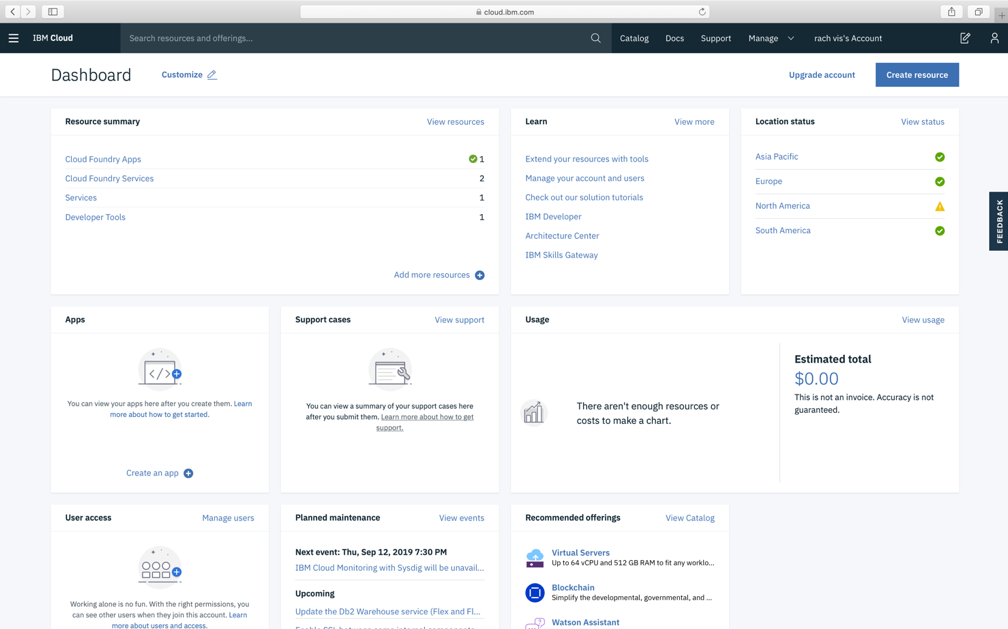 cloud.ibm.com
IBM Cloud
Search resources and offerings...
Catalog
Docs
Support
Manage
rach vis's Account
Dashboard
Customize
Upgrade account
Create resource
Resource summary
View resources
Cloud Foundry Apps
1
Cloud Foundry Services
2
Services
1
Developer Tools
1
Add more resources
Learn
View more
Extend your resources with tools
Manage your account and users
Check out our solution tutorials
IBM Developer
Architecture Center
IBM Skills Gateway
Location status
View status
Asia Pacific
Europe
North America
South America
FEEDBACK
Apps
You can view your apps here after you create them. Learn
more about how to get started.
Create an app
Support cases
View support
You can view a summary of your support cases here
after you submit them. Learn more about how to get
support.
Usage
View usage
There aren't enough resources or
costs to make a chart.
Estimated total
$0.00
This is not an invoice. Accuracy is not
guaranteed.
User access
Manage users
Working alone is no fun. With the right permissions, you
can see other users when they join this account. Learn
more about users and access.
Planned maintenance
View events
Next event: Thu, Sep 12, 2019 7:30 PM
IBM Cloud Monitoring with Sysdig will be unavail...
Upcoming
Update the Db2 Warehouse service (Flex and Fl...
Recommended offerings
View Catalog
Virtual Servers
Up to 64 vCPU and 512 GB RAM to fit any worklo...
Blockchain
Simplify the developmental, governmental, and ...
Watson Assistant